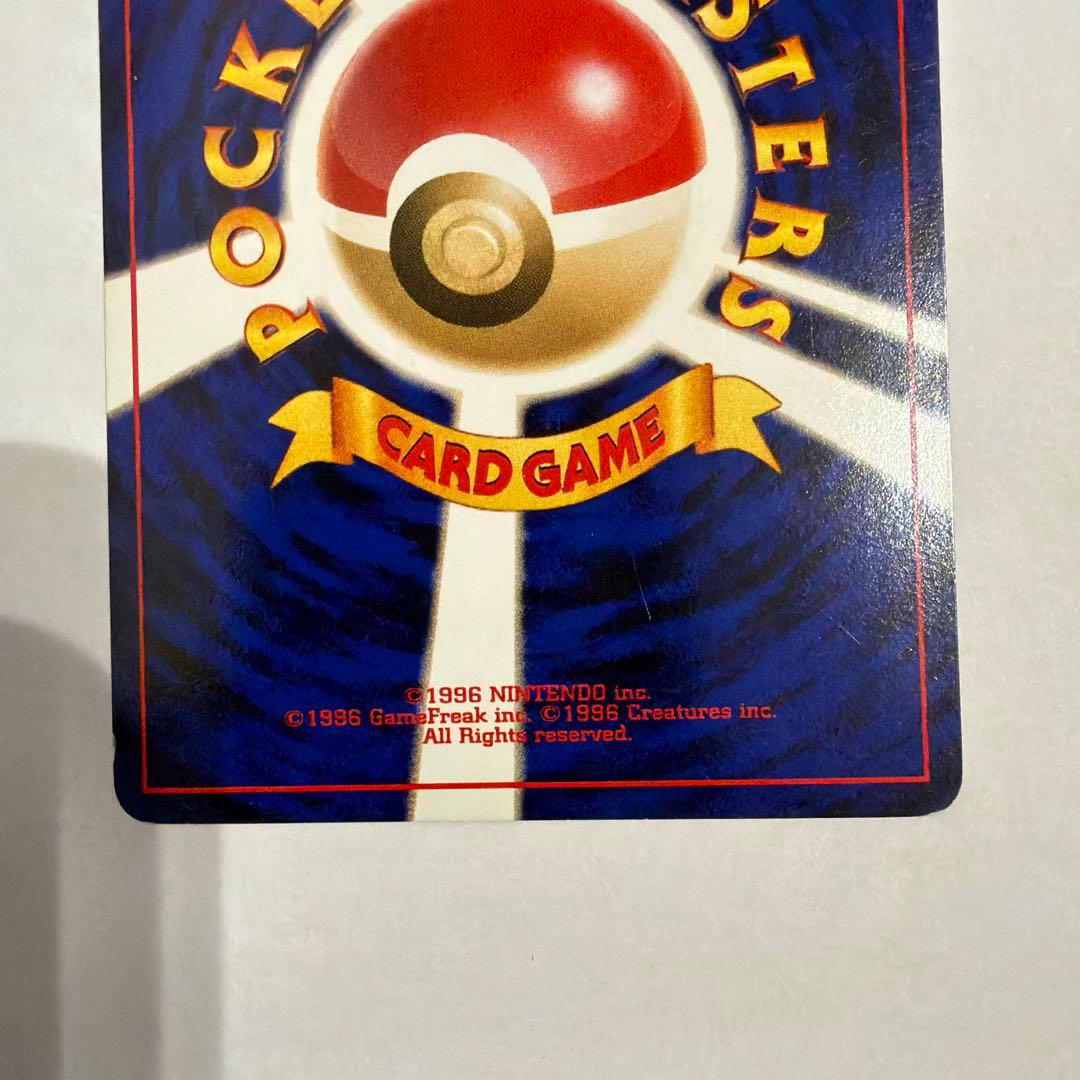 POCKE
STERS
CARD GAME
©1996 NINTENDO inc.
©1996 GameFreak inc. ©1996 Creatures inc.
All Rights reserved.